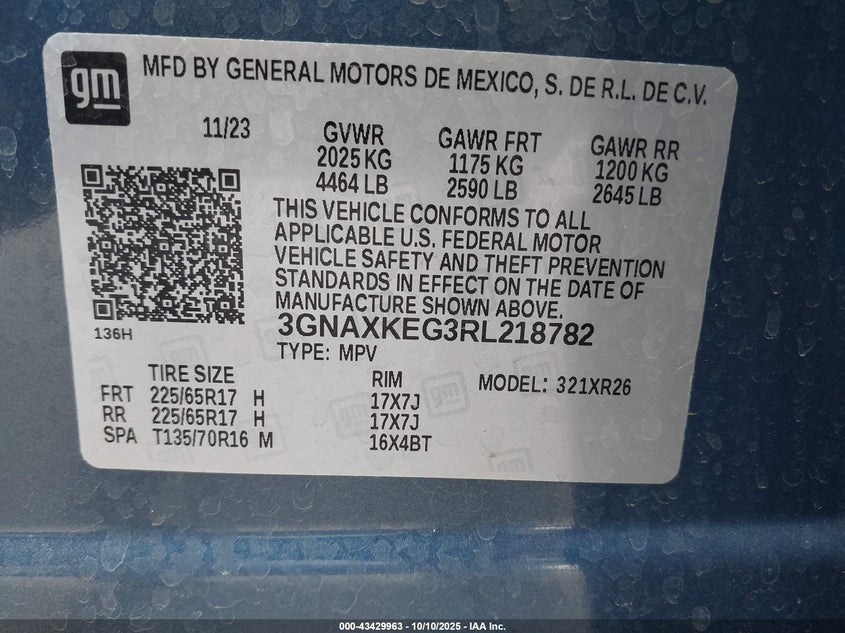 gm
MFD BY GENERAL MOTORS DE MEXICO, S. DE R.L. DE C.V.
11/23 GVWR GAWR FRT GAWR RR
2025 KG 1175 KG 1200 KG
4464 LB 2590 LB 2645 LB
THIS VEHICLE CONFORMS TO ALL
APPLICABLE U.S. FEDERAL MOTOR
VEHICLE SAFETY AND THEFT PREVENTION
STANDARDS IN EFFECT ON THE DATE OF
MANUFACTURE SHOWN ABOVE.
136H
3GNAXKEG3RL218782
TYPE: MPV
TIRE SIZE RIM MODEL: 321XR26
FRT 225/65R17 H 17X7J
RR 225/65R17 H 17X7J
SPA T135/70R16 M 16X4BT
000-43429963 - 10/10/2025 - IAA Inc.